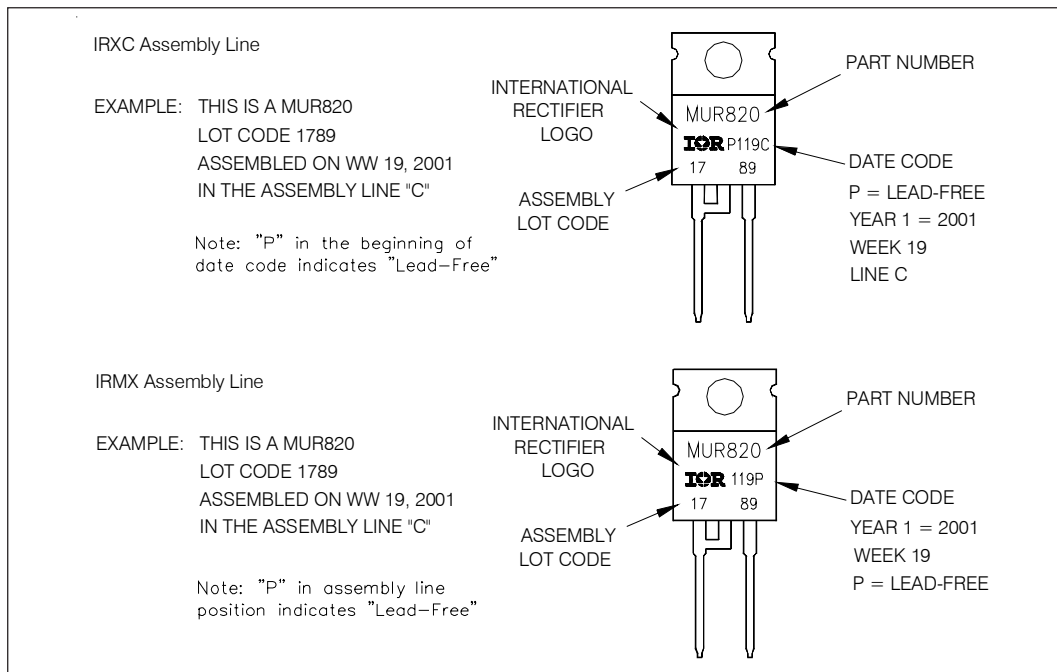 IRXC Assembly Line
EXAMPLE: THIS IS A MUR820
LOT CODE 1789
ASSEMBLED ON WW 19, 2001
IN THE ASSEMBLY LINE "C"
Note: "P" in the beginning of
date code indicates "Lead-Free"
INTERNATIONAL
RECTIFIER
LOGO
ASSEMBLY
LOT CODE
MUR820
IOR P119C
17 89
PART NUMBER
DATE CODE
P = LEAD-FREE
YEAR 1 = 2001
WEEK 19
LINE C
IRMX Assembly Line
EXAMPLE: THIS IS A MUR820
LOT CODE 1789
ASSEMBLED ON WW 19, 2001
IN THE ASSEMBLY LINE "C"
Note: "P" in assembly line
position indicates "Lead-Free"
INTERNATIONAL
RECTIFIER
LOGO
ASSEMBLY
LOT CODE
MUR820
IOR 119P
17 89
PART NUMBER
DATE CODE
YEAR 1 = 2001
WEEK 19
P = LEAD-FREE